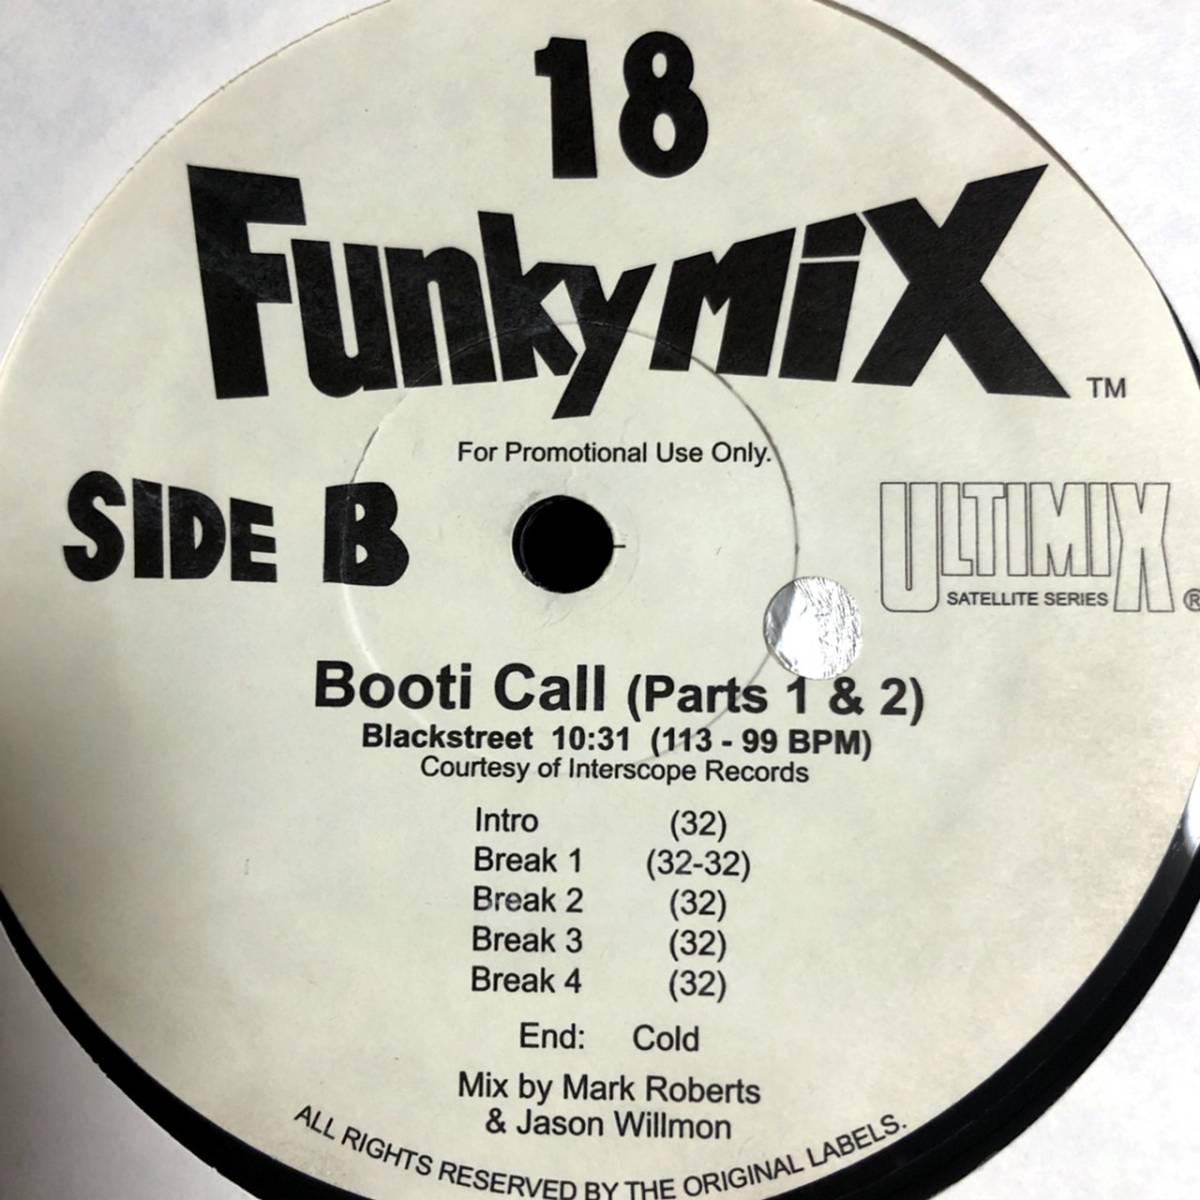 18
FunkymiX TM
For Promotional Use Only.
SIDE B
ULTIMIX
SATELLITE SERIES ®
Booti Call (Parts 1 & 2)
Blackstreet 10:31 (113 - 99 BPM)
Courtesy of Interscope Records
Intro (32)
Break 1 (32-32)
Break 2 (32)
Break 3 (32)
Break 4 (32)
End: Cold
Mix by Mark Roberts
& Jason Willmon
ALL RIGHTS RESERVED BY THE ORIGINAL LABELS.